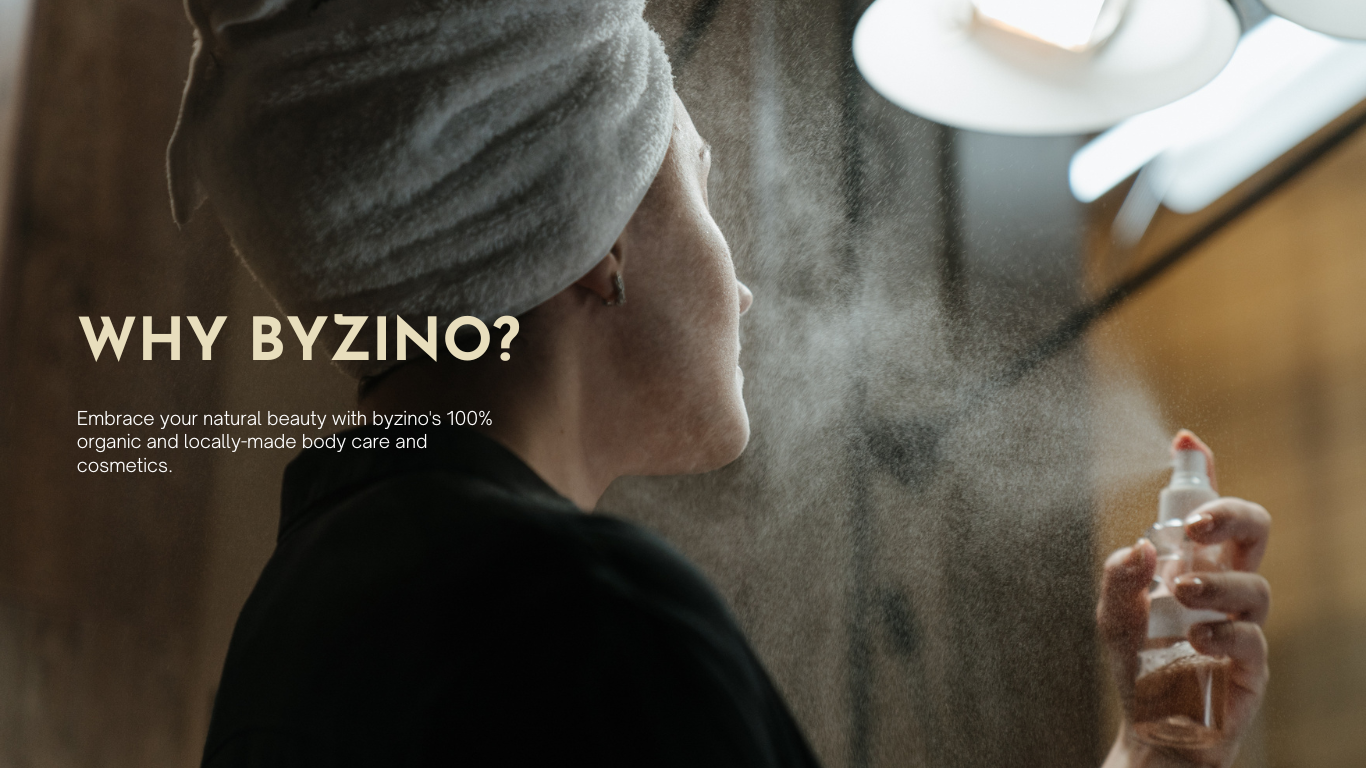 WHY BYZINO?
Embrace your natural beauty with byzino's 100%
organic and locally-made body care and
cosmetics.